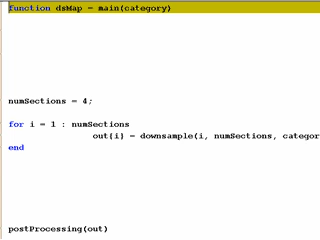 function dsMap = main(category)
numSections = 4;
for i = 1 : numSections
out(i) = downsample(i, numSections, categor
end
postProcessing(out)